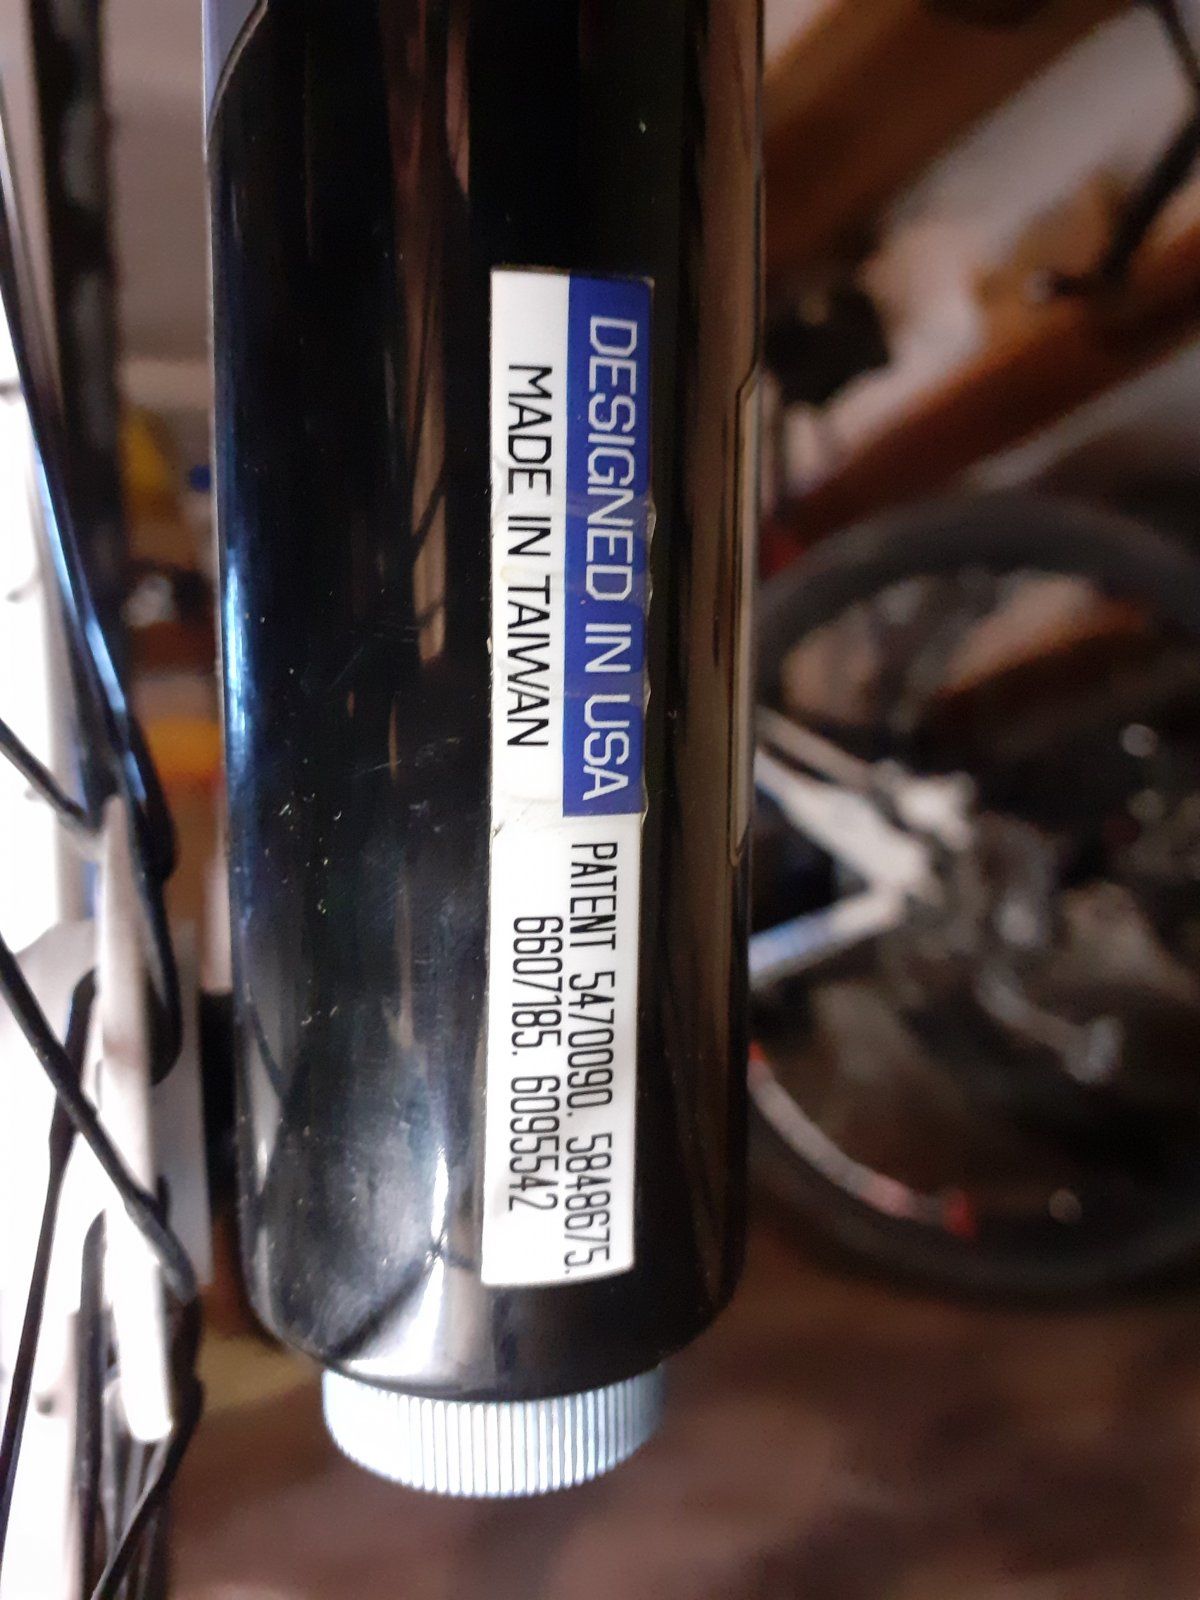 DESIGNED IN USA
MADE IN TAIWAN
PATENT 5470090. 5848675.
6607185. 6095542